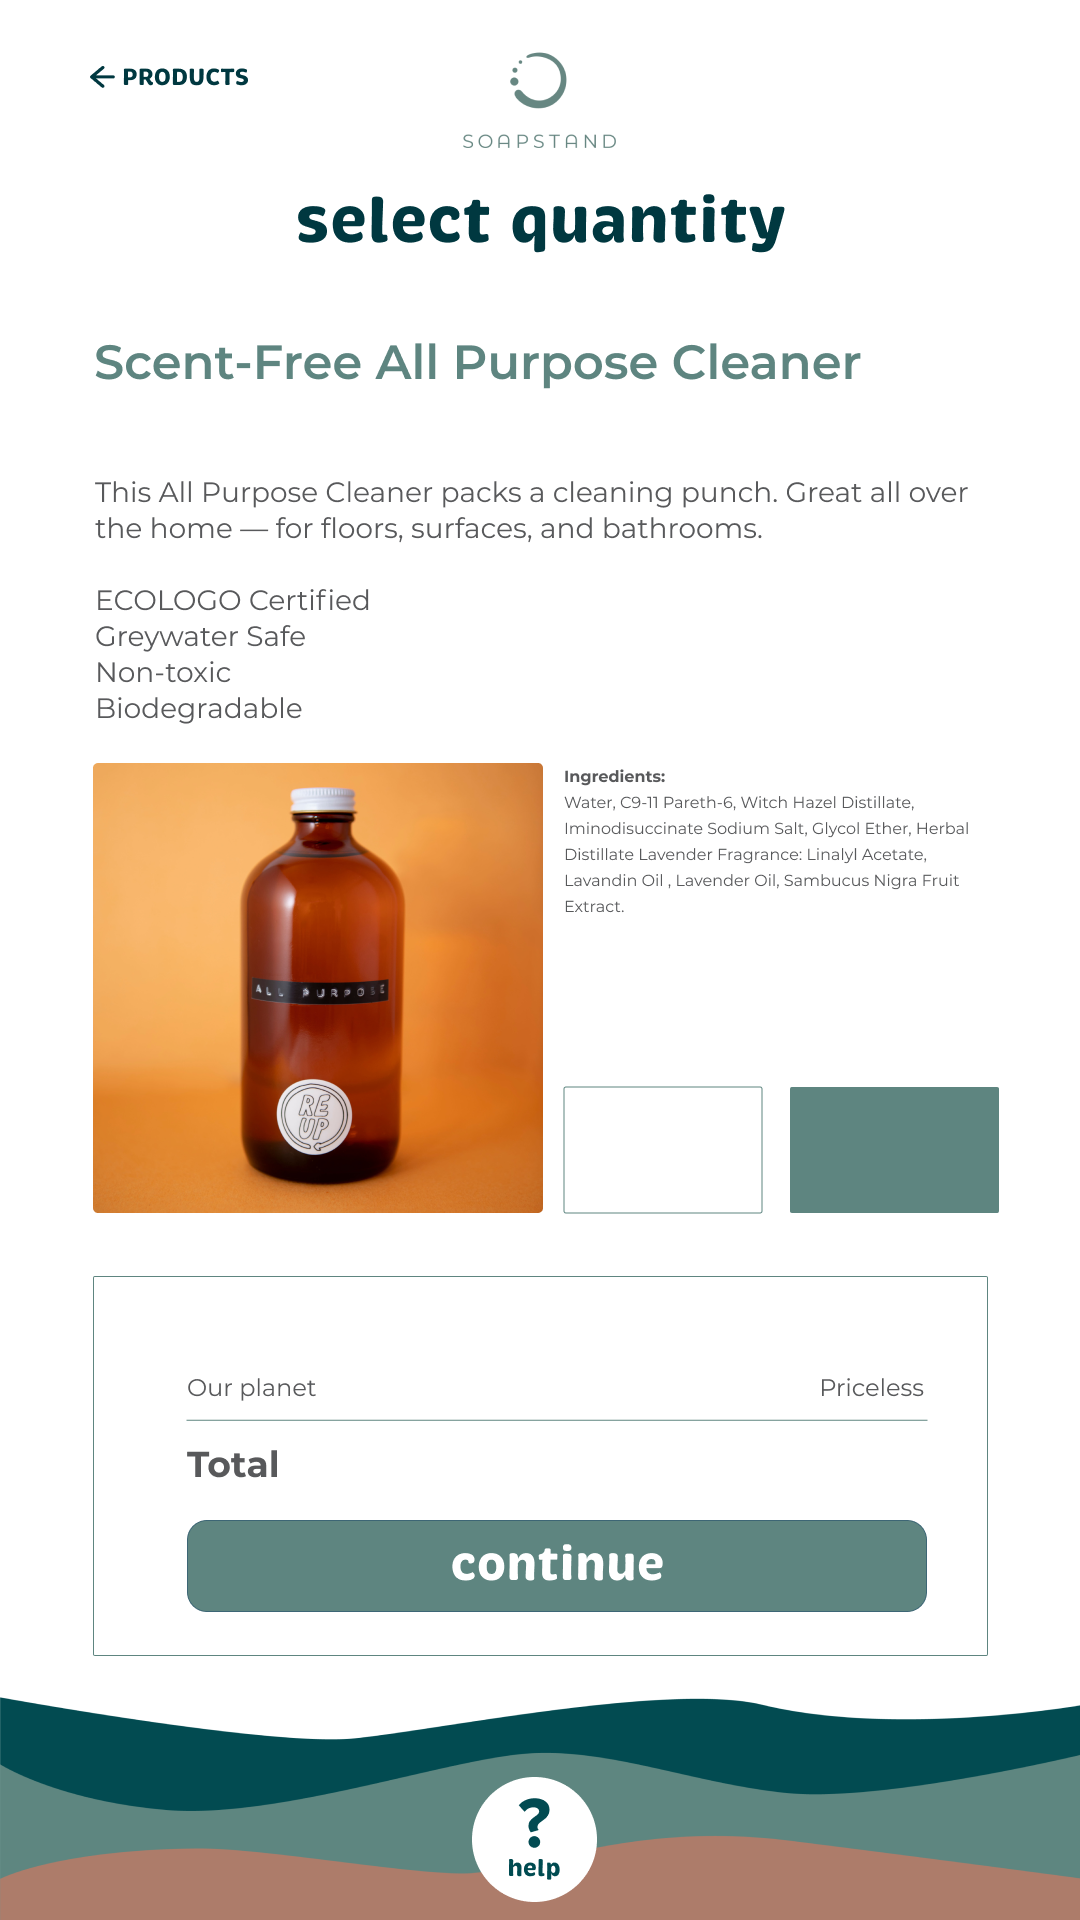 ← PRODUCTS
SOAPSTAND
select quantity
Scent-Free All Purpose Cleaner
This All Purpose Cleaner packs a cleaning punch. Great all over
the home — for floors, surfaces, and bathrooms.
ECOLOGO Certified
Greywater Safe
Non-toxic
Biodegradable
ALL PURPOSE
RE
UP
Ingredients:
Water, C9-11 Pareth-6, Witch Hazel Distillate,
Iminodisuccinate Sodium Salt, Glycol Ether, Herbal
Distillate Lavender Fragrance: Linalyl Acetate,
Lavandin Oil , Lavender Oil, Sambucus Nigra Fruit
Extract.
Our planet Priceless
Total
continue
?
help